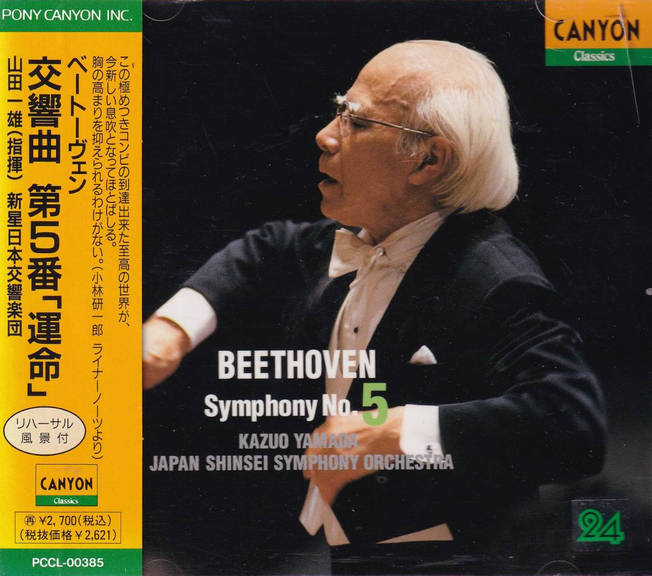 PONY CANYON INC.
ベートーヴェン
交響曲 第5番「運命」
山田一雄(指揮) 新星日本交響楽団
この極めつきコンビの到達出来た至高の世界が、
今新しい息吹となってほとばしる。
胸の高まりを抑えられるわけがない。(小林研一郎 ライナーノーツより)
リハーサル
風景付
CANYON
Classics
再¥2,700(税込)
(税抜価格¥2,621)
PCCL-00385
CANYON
Classics
BEETHOVEN
Symphony No. 5
KAZUO YAMADA
JAPAN SHINSEI SYMPHONY ORCHESTRA
24